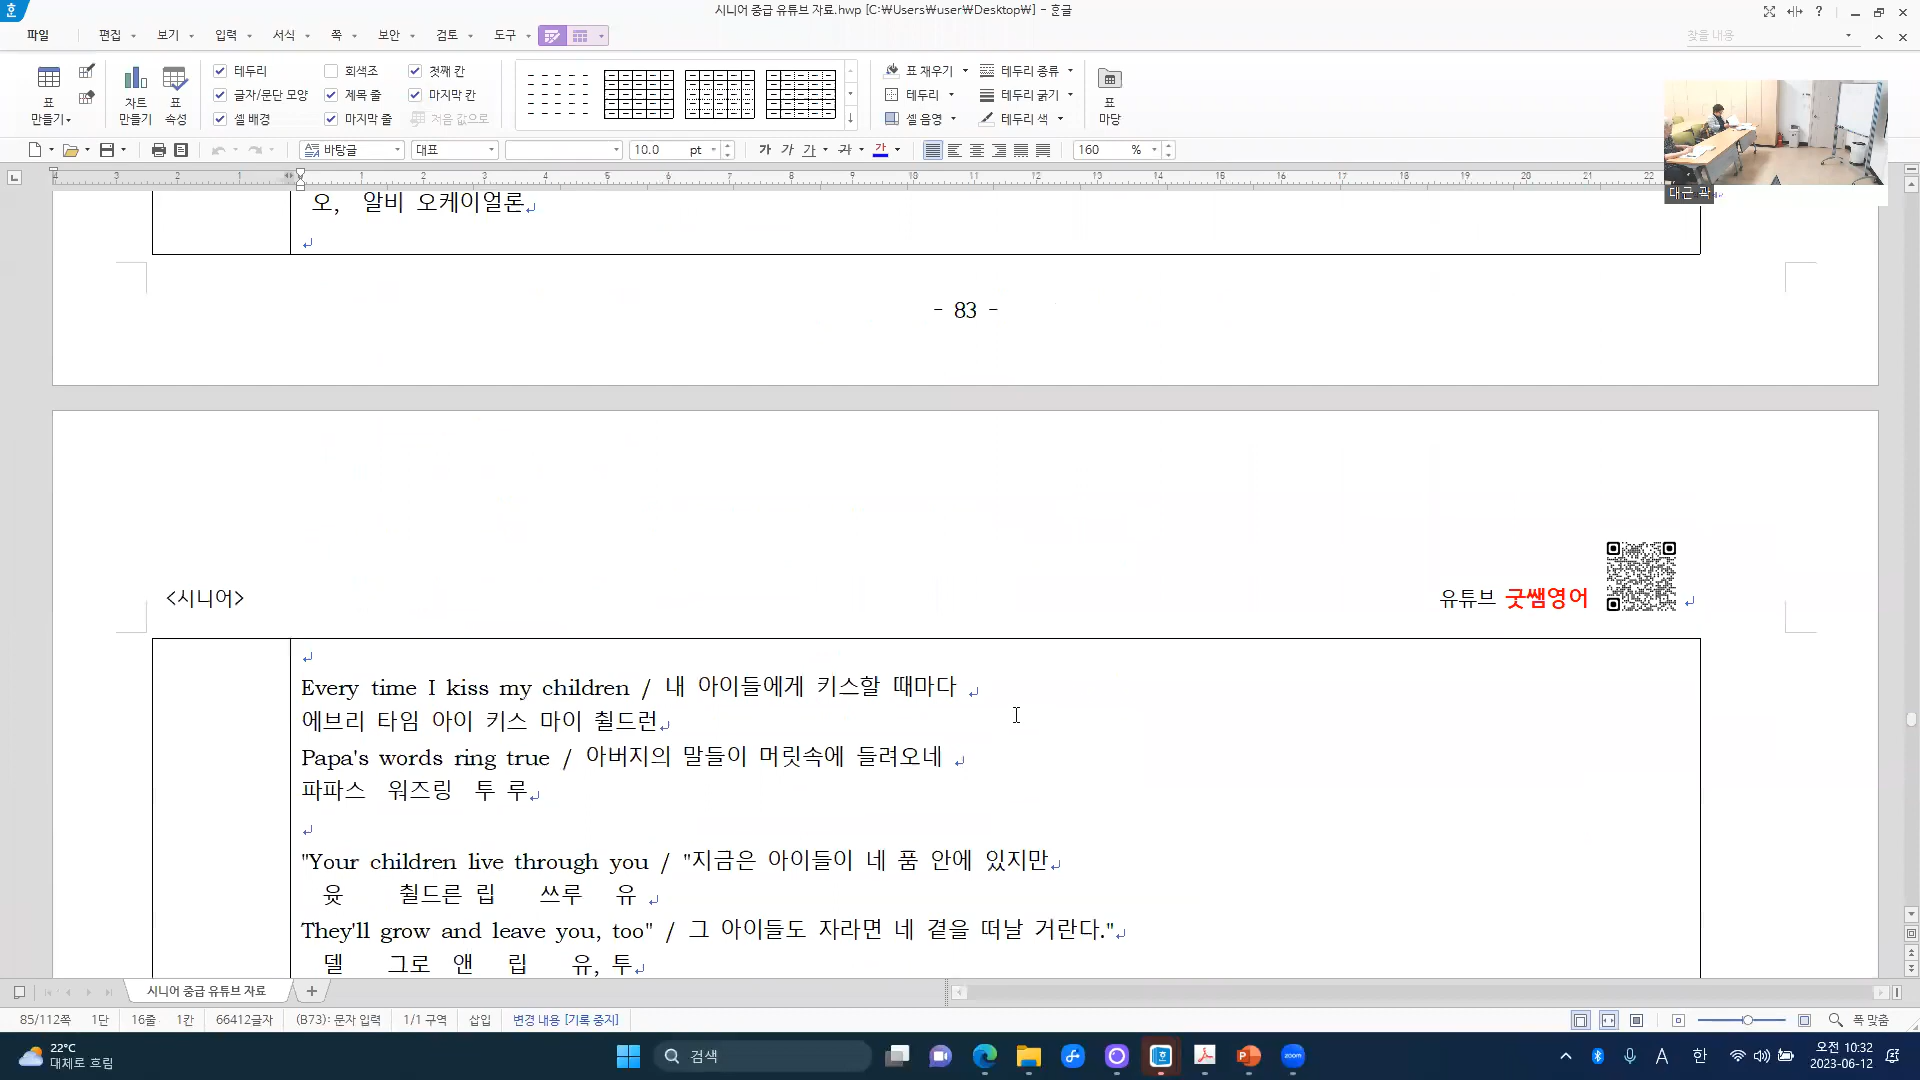 시니어 중급 유튜브 자료.hwp [C:₩Users₩user₩Desktop₩] - 한글
파일 편집 보기 입력 서식 쪽 보안 검토 도구 찾을 내용
표 만들기 차트 만들기 표 속성
테두리 회색조 첫째 칸
글자/문단 모양 제목 줄 마지막 칸
셀 배경 마지막 줄 처음 값으로
표 채우기 테두리 종류
테두리 테두리 굵기
셀 음영 테두리 색
표 마당
바탕글 대표 10.0 pt 가 가 가 가 가 160 %
대근 곽
오, 알비 오케이얼론
- 83 -
<시니어>
유튜브 굿쌤영어
Every time I kiss my children / 내 아이들에게 키스할 때마다
에브리 타임 아이 키스 마이 췰드런
Papa's words ring true / 아버지의 말들이 머릿속에 들려오네
파파스 워즈링 투 루
"Your children live through you / "지금은 아이들이 네 품 안에 있지만
윳 췰드른 립 쓰루 유
They'll grow and leave you, too" / 그 아이들도 자라면 네 곁을 떠날 거란다."
델 그로 앤 립 유, 투
시니어 중급 유튜브 자료
85/112쪽 1단 16줄 1칸 66412글자 (B73): 문자 입력 1/1 구역 삽입 변경 내용 [기록 중지] 폭 맞춤
22°C
대체로 흐림
검색
zoom
A 한
오전 10:32
2023-06-12